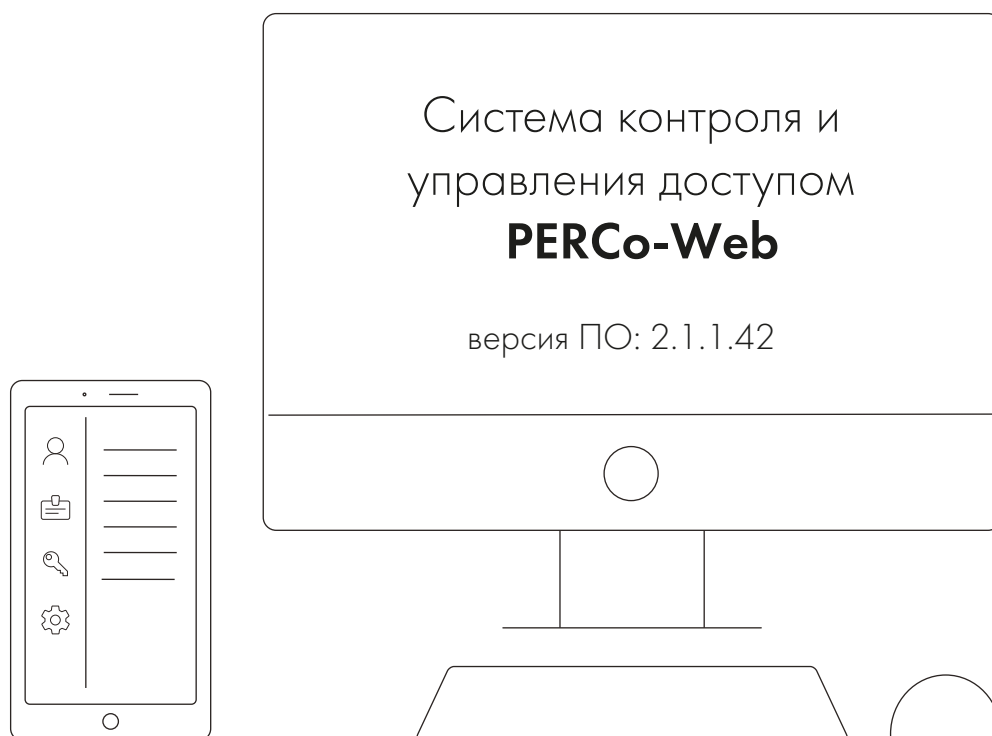 Система контроля и
управления доступом
PERCo-Web
версия ПО: 2.1.1.42